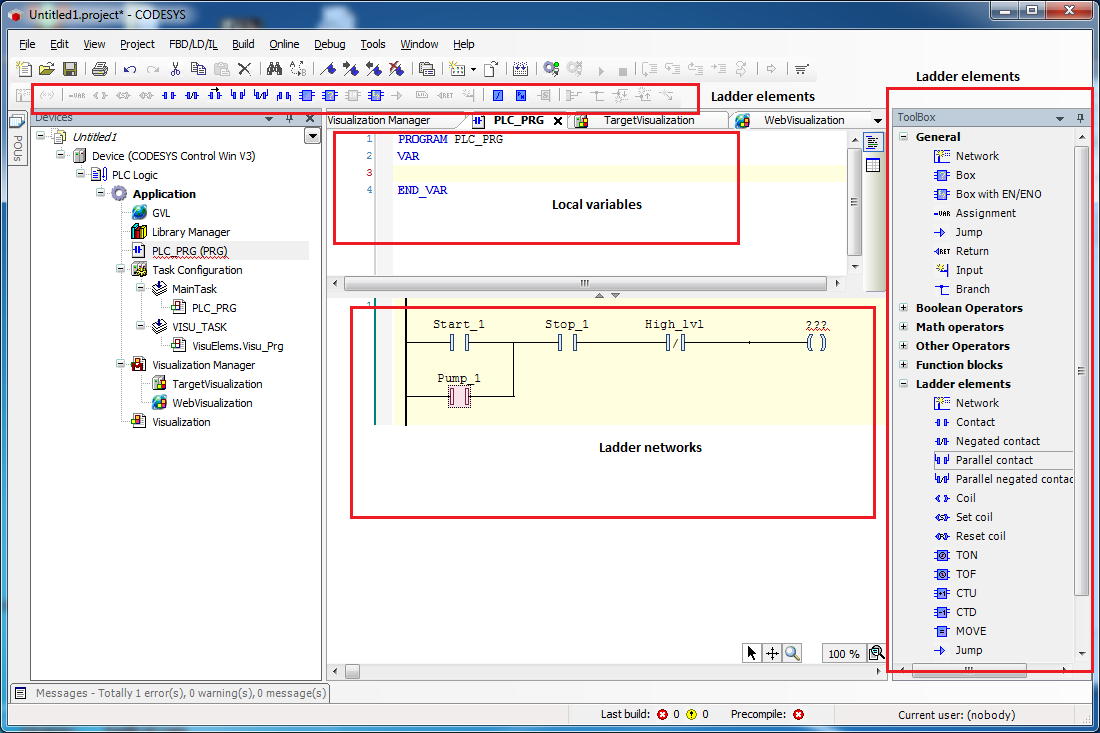 Untitled1.project* - CODESYS
File Edit View Project FBD/LD/IL Build Online Debug Tools Window Help
Ladder elements
Ladder elements
Devices
Visualization Manager PLC_PRG TargetVisualization WebVisualization
ToolBox
POUs
Untitled1
Device (CODESYS Control Win V3)
PLC Logic
Application
GVL
Library Manager
PLC_PRG (PRG)
Task Configuration
MainTask
PLC_PRG
VISU_TASK
VisuElems.Visu_Prg
Visualization Manager
TargetVisualization
WebVisualization
Visualization
1 PROGRAM PLC_PRG
2 VAR
3
4 END_VAR
Local variables
1
Start_1 Stop_1 High_lvl ???
Pump_1
Ladder networks
100 %
General
Network
Box
Box with EN/ENO
Assignment
Jump
Return
Input
Branch
Boolean Operators
Math operators
Other Operators
Function blocks
Ladder elements
Network
Contact
Negated contact
Parallel contact
Parallel negated contac
Coil
Set coil
Reset coil
TON
TOF
CTU
CTD
MOVE
Jump
Messages - Totally 1 error(s), 0 warning(s), 0 message(s)
Last build: 0 0 Precompile: Current user: (nobody)